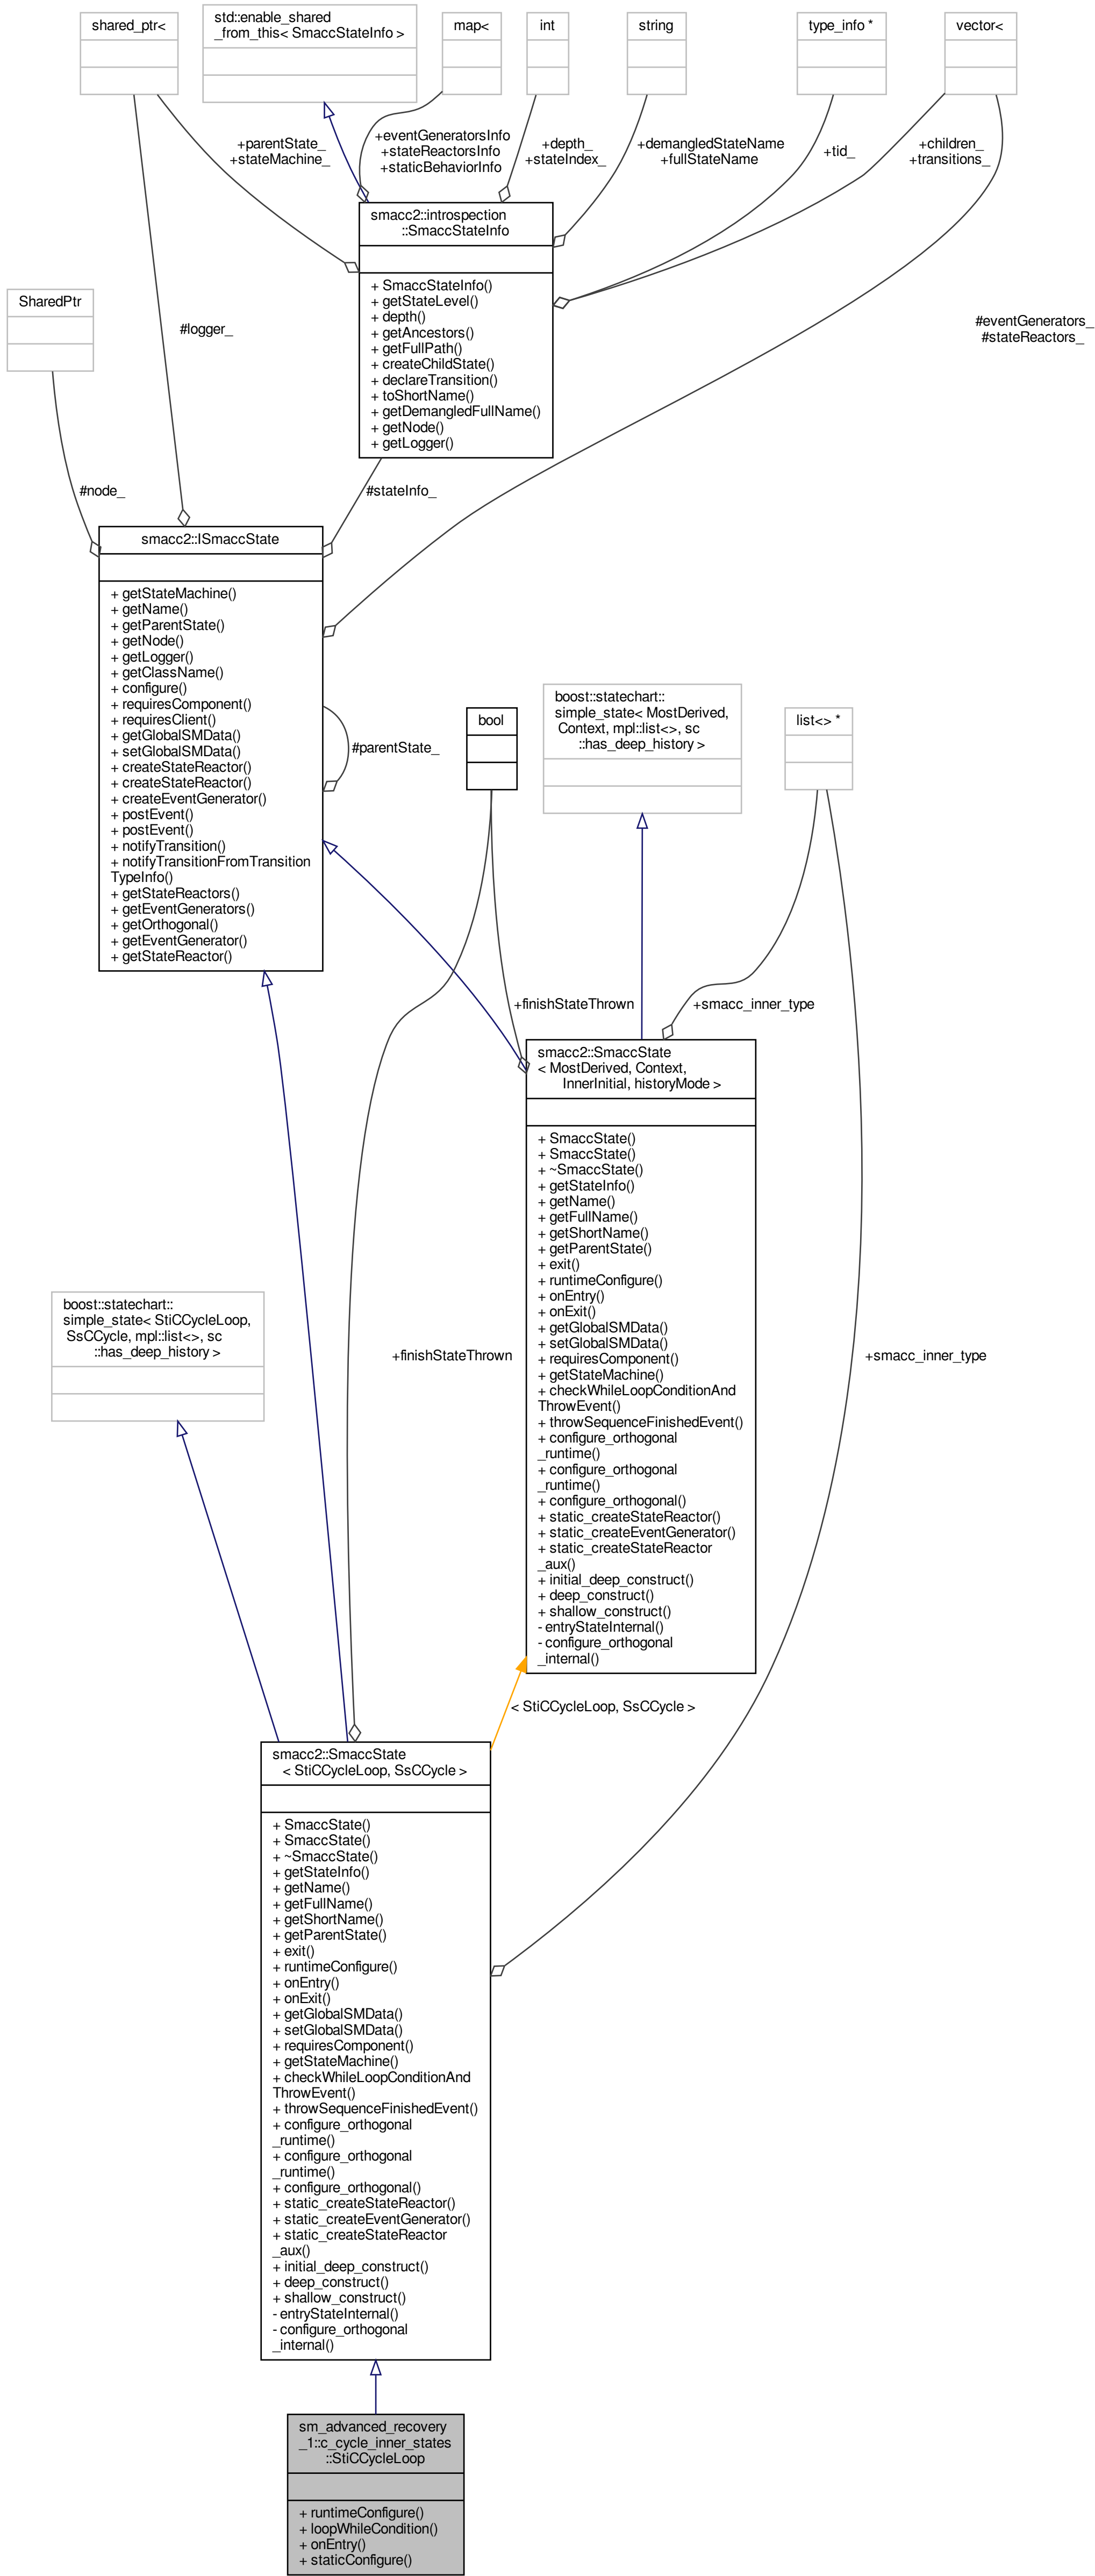 shared_ptr<
std::enable_shared
_from_this< SmaccStateInfo >
map<
int
string
type_info *
vector<
+parentState_
+stateMachine_
+eventGeneratorsInfo
+stateReactorsInfo
+staticBehaviorInfo
+depth_
+stateIndex_
+demangledStateName
+fullStateName
+tid_
+children_
+transitions_
smacc2::introspection
::SmaccStateInfo
+ SmaccStateInfo()
+ getStateLevel()
+ depth()
+ getAncestors()
+ getFullPath()
+ createChildState()
+ declareTransition()
+ toShortName()
+ getDemangledFullName()
+ getNode()
+ getLogger()
SharedPtr
#logger_
#eventGenerators_
#stateReactors_
#node_
#stateInfo_
smacc2::ISmaccState
+ getStateMachine()
+ getName()
+ getParentState()
+ getNode()
+ getLogger()
+ getClassName()
+ configure()
+ requiresComponent()
+ requiresClient()
+ getGlobalSMData()
+ setGlobalSMData()
+ createStateReactor()
+ createStateReactor()
+ createEventGenerator()
+ postEvent()
+ postEvent()
+ notifyTransition()
+ notifyTransitionFromTransition
TypeInfo()
+ getStateReactors()
+ getEventGenerators()
+ getOrthogonal()
+ getEventGenerator()
+ getStateReactor()
#parentState_
bool
boost::statechart::
simple_state< MostDerived,
Context, mpl::list<>, sc
::has_deep_history >
list<> *
+finishStateThrown
+smacc_inner_type
smacc2::SmaccState
< MostDerived, Context,
InnerInitial, historyMode >
+ SmaccState()
+ SmaccState()
+ ~SmaccState()
+ getStateInfo()
+ getName()
+ getFullName()
+ getShortName()
+ getParentState()
+ exit()
+ runtimeConfigure()
+ onEntry()
+ onExit()
+ getGlobalSMData()
+ setGlobalSMData()
+ requiresComponent()
+ getStateMachine()
+ checkWhileLoopConditionAnd
ThrowEvent()
+ throwSequenceFinishedEvent()
+ configure_orthogonal
_runtime()
+ configure_orthogonal
_runtime()
+ configure_orthogonal()
+ static_createStateReactor()
+ static_createEventGenerator()
+ static_createStateReactor
_aux()
+ initial_deep_construct()
+ deep_construct()
+ shallow_construct()
- entryStateInternal()
- configure_orthogonal
_internal()
boost::statechart::
simple_state< StiCCycleLoop,
SsCCycle, mpl::list<>, sc
::has_deep_history >
+finishStateThrown
+smacc_inner_type
< StiCCycleLoop, SsCCycle >
smacc2::SmaccState
< StiCCycleLoop, SsCCycle >
+ SmaccState()
+ SmaccState()
+ ~SmaccState()
+ getStateInfo()
+ getName()
+ getFullName()
+ getShortName()
+ getParentState()
+ exit()
+ runtimeConfigure()
+ onEntry()
+ onExit()
+ getGlobalSMData()
+ setGlobalSMData()
+ requiresComponent()
+ getStateMachine()
+ checkWhileLoopConditionAnd
ThrowEvent()
+ throwSequenceFinishedEvent()
+ configure_orthogonal
_runtime()
+ configure_orthogonal
_runtime()
+ configure_orthogonal()
+ static_createStateReactor()
+ static_createEventGenerator()
+ static_createStateReactor
_aux()
+ initial_deep_construct()
+ deep_construct()
+ shallow_construct()
- entryStateInternal()
- configure_orthogonal
_internal()
sm_advanced_recovery
_1::c_cycle_inner_states
::StiCCycleLoop
+ runtimeConfigure()
+ loopWhileCondition()
+ onEntry()
+ staticConfigure()